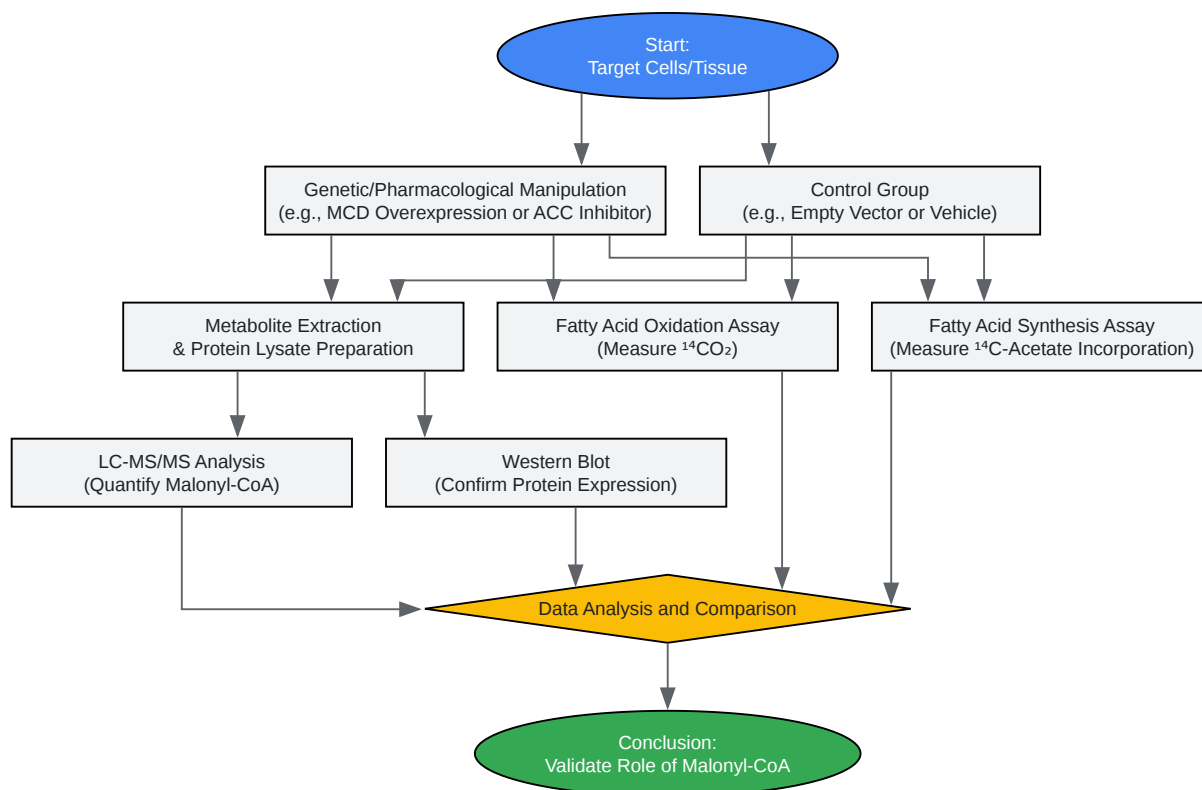 Start:
Target Cells/Tissue
Genetic/Pharmacological Manipulation
(e.g., MCD Overexpression or ACC Inhibitor)
Control Group
(e.g., Empty Vector or Vehicle)
Metabolite Extraction
& Protein Lysate Preparation
Fatty Acid Oxidation Assay
(Measure ¹⁴CO₂)
Fatty Acid Synthesis Assay
(Measure ¹⁴C-Acetate Incorporation)
LC-MS/MS Analysis
(Quantify Malonyl-CoA)
Western Blot
(Confirm Protein Expression)
Data Analysis and Comparison
Conclusion:
Validate Role of Malonyl-CoA